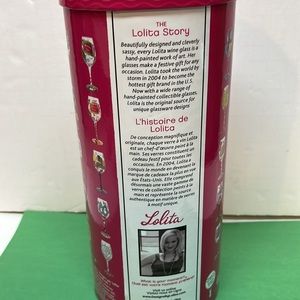 THE
Lolita Story
Beautifully designed and cleverly
sassy, every Lolita wine glass is a
hand-painted work of art. Her
glasses make a festive gift for any
occasion. Lolita took the world by
storm in 2004 to become the
hottest gift brand in the U.S.
Now with a wide range of
hand-painted collectible glasses,
Lolita is the original source for
unique glassware designs
L'histoire de
Lolita
De conception magnifique et
originale, chaque verre à vin Lolita
est un chef-d'œuvre peint à la
main. Ses verres constituent un
cadeau festif pour toutes les
occasions. En 2004, Lolita a
conquis le monde en devenant la
marque de cadeaux la plus en vue
aux États-Unis. Elle comprend
désormais une vaste gamme de
verres de collection peints à la
main et représente la source
authentique en matière de verres
à motif unique.
Lolita
What is your moment?
visit us online